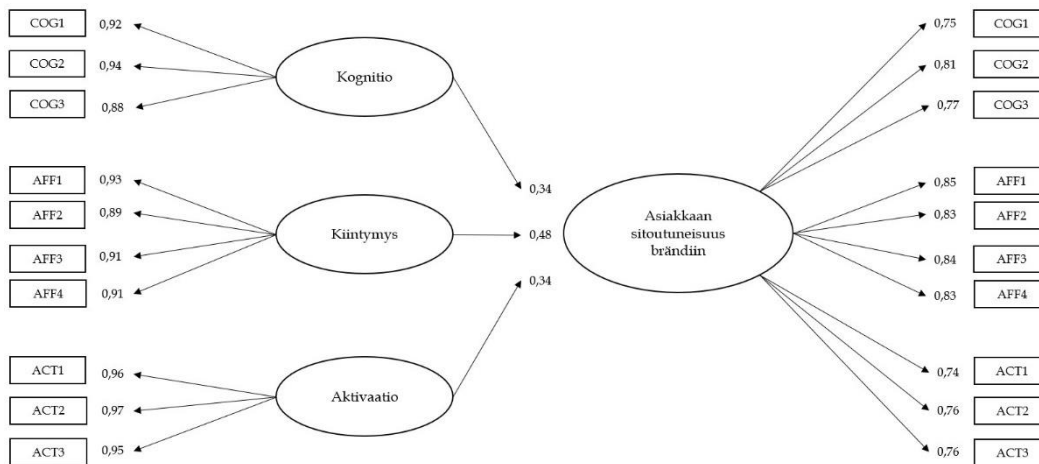 COG1 0,92
COG2 0,94
COG3 0,88
AFF1 0,93
AFF2 0,89
AFF3 0,91
AFF4 0,91
ACT1 0,96
ACT2 0,97
ACT3 0,95
Kognitio
Kiintymys
Aktivaatio
0,34
0,48
0,34
Asiakkaan
sitoutuneisuus
brändiin
0,75 COG1
0,81 COG2
0,77 COG3
0,85 AFF1
0,83 AFF2
0,84 AFF3
0,83 AFF4
0,74 ACT1
0,76 ACT2
0,76 ACT3